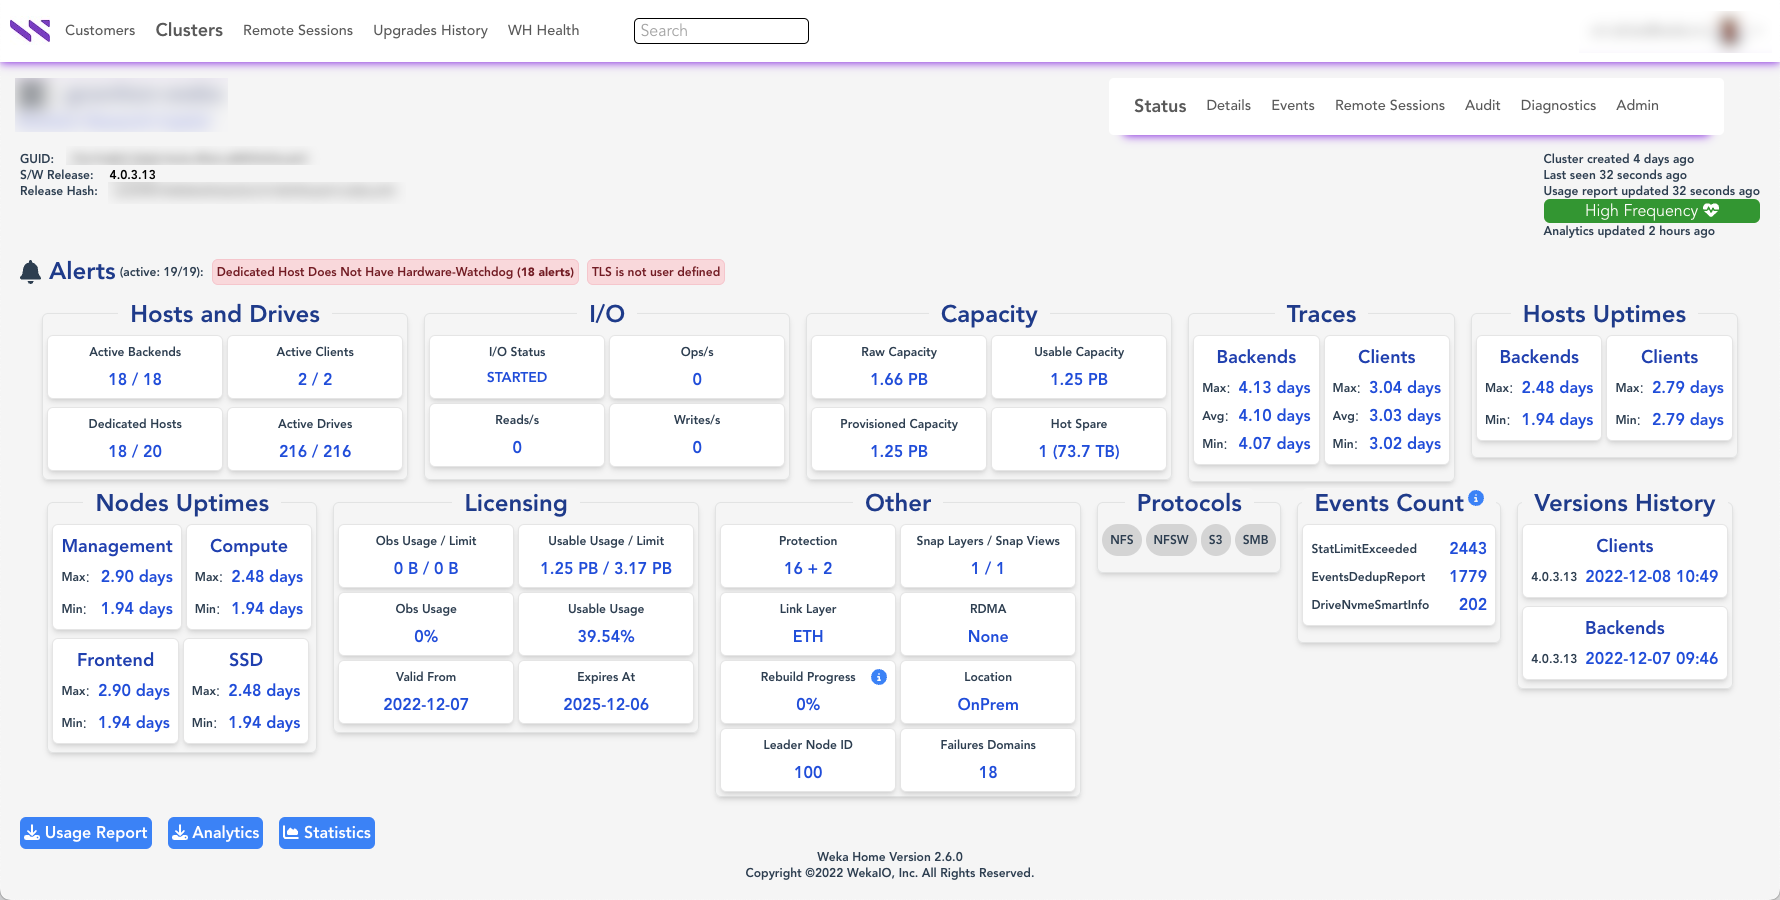 Customers Clusters Remote Sessions Upgrades History WH Health Search
Status Details Events Remote Sessions Audit Diagnostics Admin
GUID:
S/W Release: 4.0.3.13
Release Hash:
Cluster created 4 days ago
Last seen 32 seconds ago
Usage report updated 32 seconds ago
High Frequency
Analytics updated 2 hours ago
Alerts (active: 19/19): Dedicated Host Does Not Have Hardware-Watchdog (18 alerts) TLS is not user defined
Hosts and Drives
Active Backends
18 / 18
Active Clients
2 / 2
Dedicated Hosts
18 / 20
Active Drives
216 / 216
I/O
I/O Status
STARTED
Ops/s
0
Reads/s
0
Writes/s
0
Capacity
Raw Capacity
1.66 PB
Usable Capacity
1.25 PB
Provisioned Capacity
1.25 PB
Hot Spare
1 (73.7 TB)
Traces
Backends
Max: 4.13 days
Avg: 4.10 days
Min: 4.07 days
Clients
Max: 3.04 days
Avg: 3.03 days
Min: 3.02 days
Hosts Uptimes
Backends
Max: 2.48 days
Min: 1.94 days
Clients
Max: 2.79 days
Min: 2.79 days
Nodes Uptimes
Management
Max: 2.90 days
Min: 1.94 days
Compute
Max: 2.48 days
Min: 1.94 days
Frontend
Max: 2.90 days
Min: 1.94 days
SSD
Max: 2.48 days
Min: 1.94 days
Licensing
Obs Usage / Limit
0 B / 0 B
Usable Usage / Limit
1.25 PB / 3.17 PB
Obs Usage
0%
Usable Usage
39.54%
Valid From
2022-12-07
Expires At
2025-12-06
Other
Protection
16 + 2
Snap Layers / Snap Views
1 / 1
Link Layer
ETH
RDMA
None
Rebuild Progress
0%
Location
OnPrem
Leader Node ID
100
Failures Domains
18
Protocols
NFS NFSW S3 SMB
Events Count
StatLimitExceeded 2443
EventsDedupReport 1779
DriveNvmeSmartInfo 202
Versions History
Clients
4.0.3.13 2022-12-08 10:49
Backends
4.0.3.13 2022-12-07 09:46
Usage Report Analytics Statistics
Weka Home Version 2.6.0
Copyright ©2022 WekaIO, Inc. All Rights Reserved.